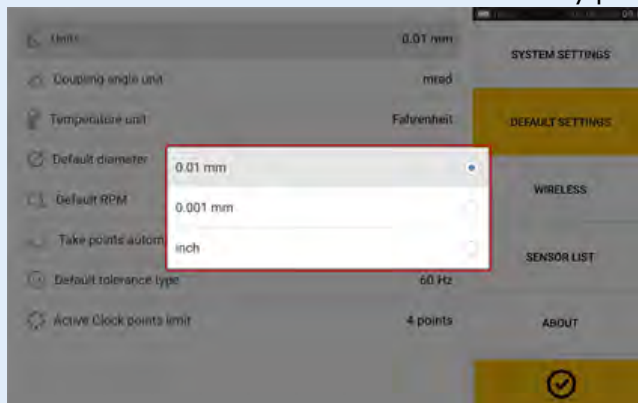 Units 0.01 mm
Coupling angle unit mrad
Temperature unit Fahrenheit
Default diameter
Default RPM
Take points autom
Default tolerance type 60 Hz
Active Clock points limit 4 points
0.01 mm
0.001 mm
inch
SYSTEM SETTINGS
DEFAULT SETTINGS
WIRELESS
SENSOR LIST
ABOUT